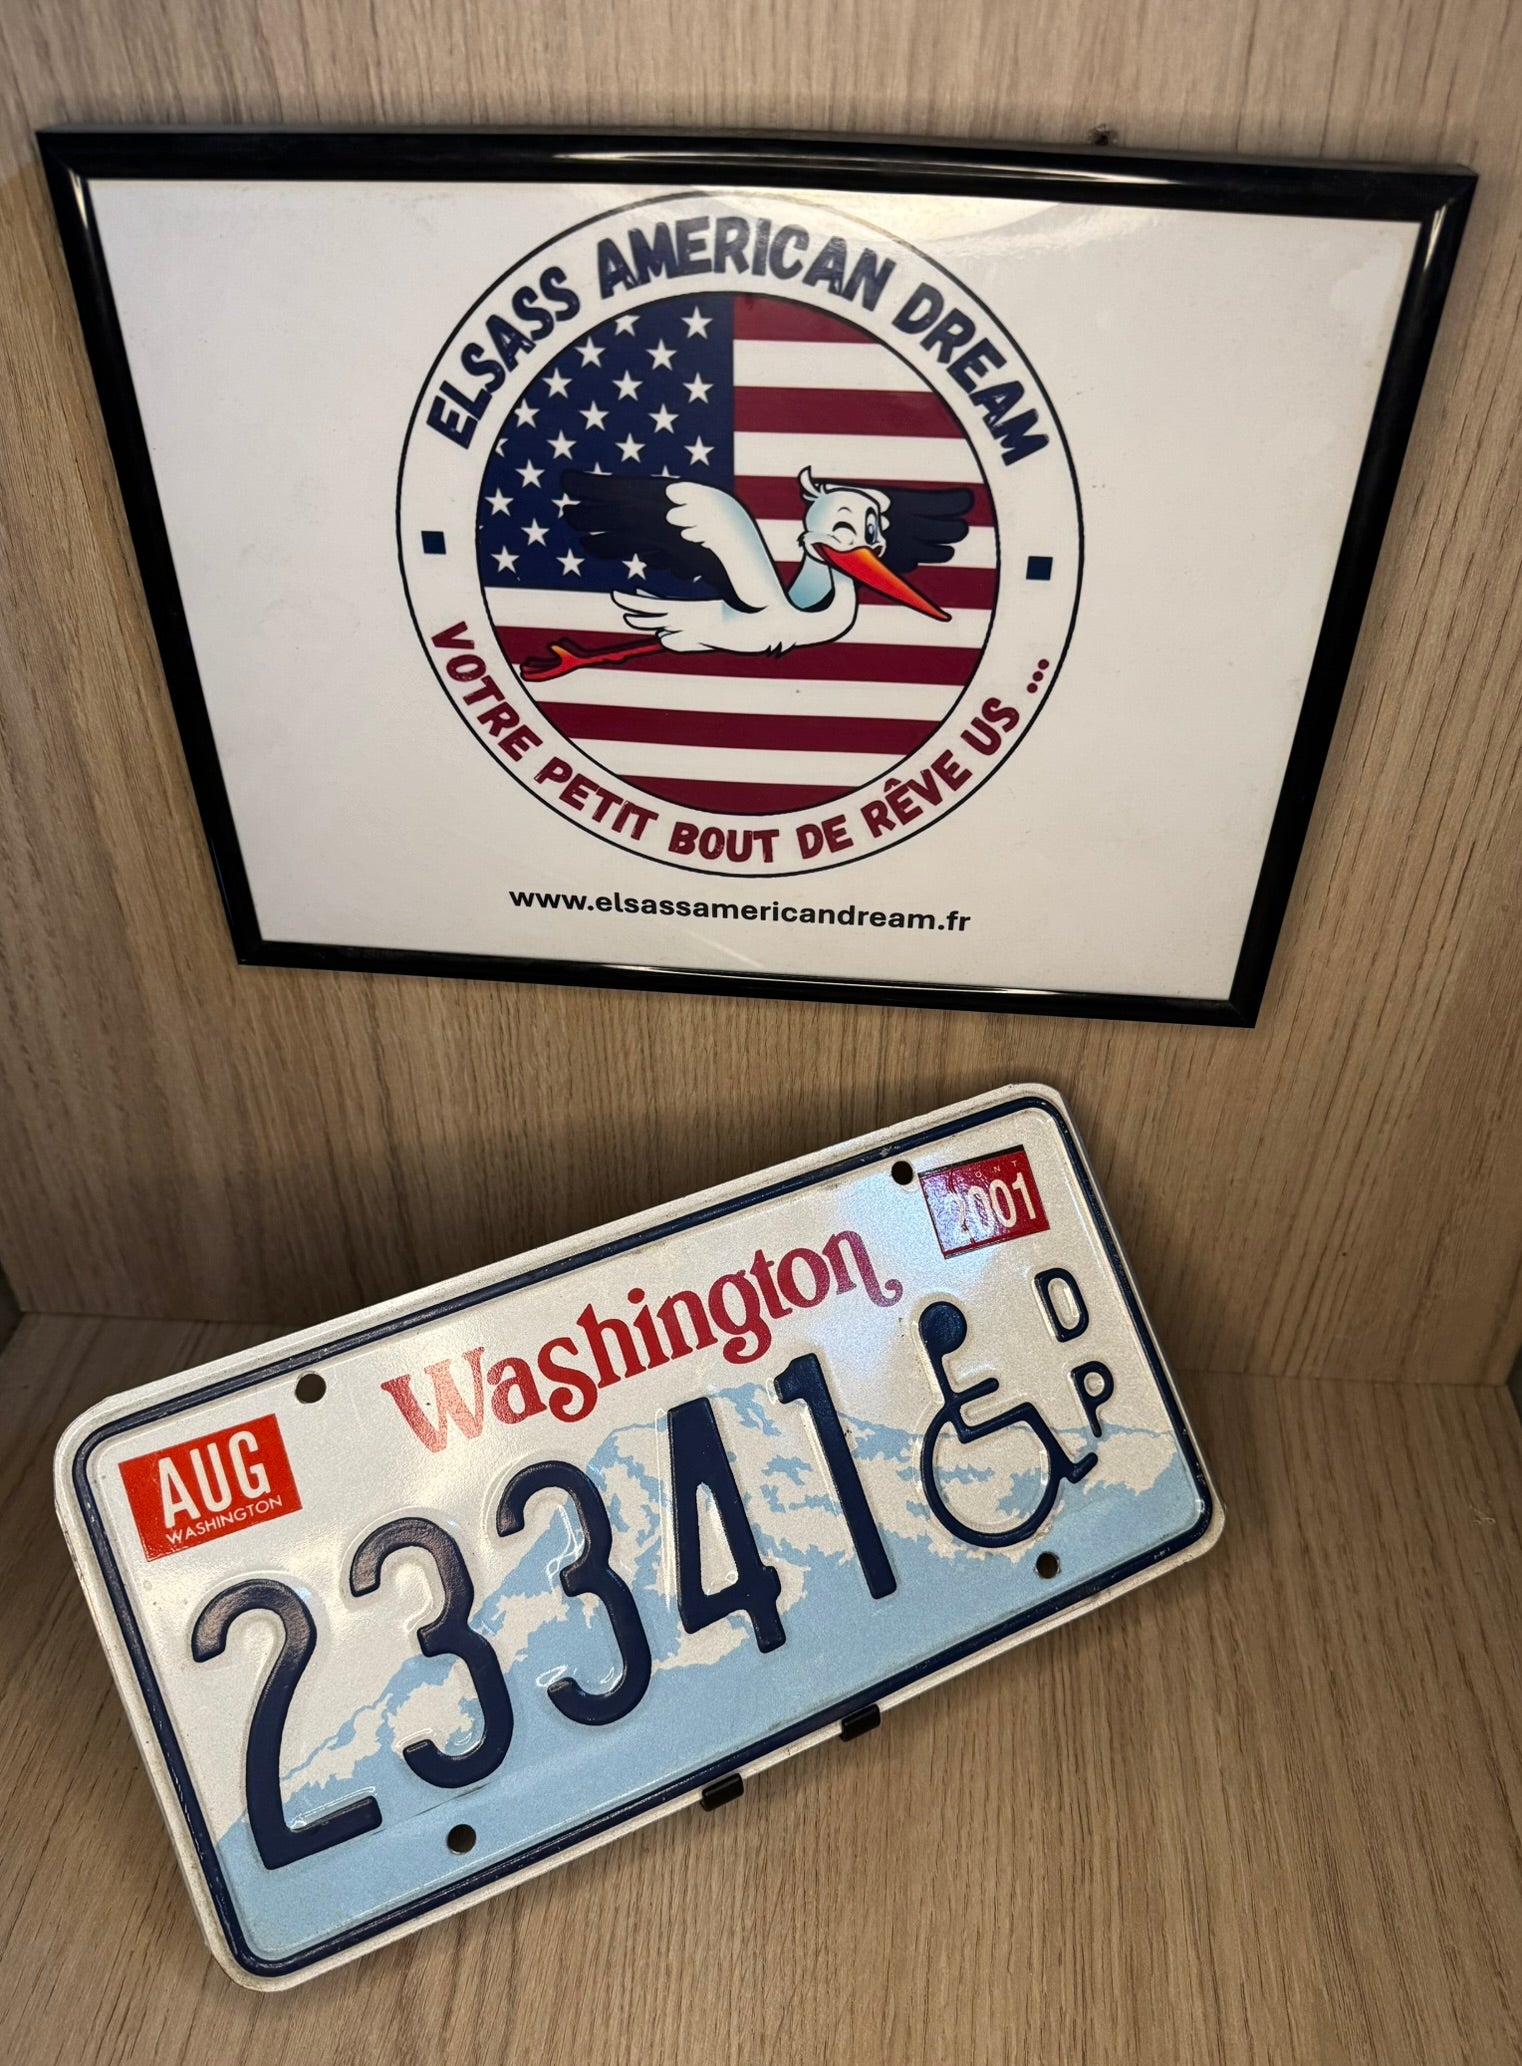 ELSASS AMERICAN DREAM
VOTRE PETIT BOUT DE RÊVE US ...
www.elsassamericandream.fr
2001
Washington
AUG
WASHINGTON
23341
D
P